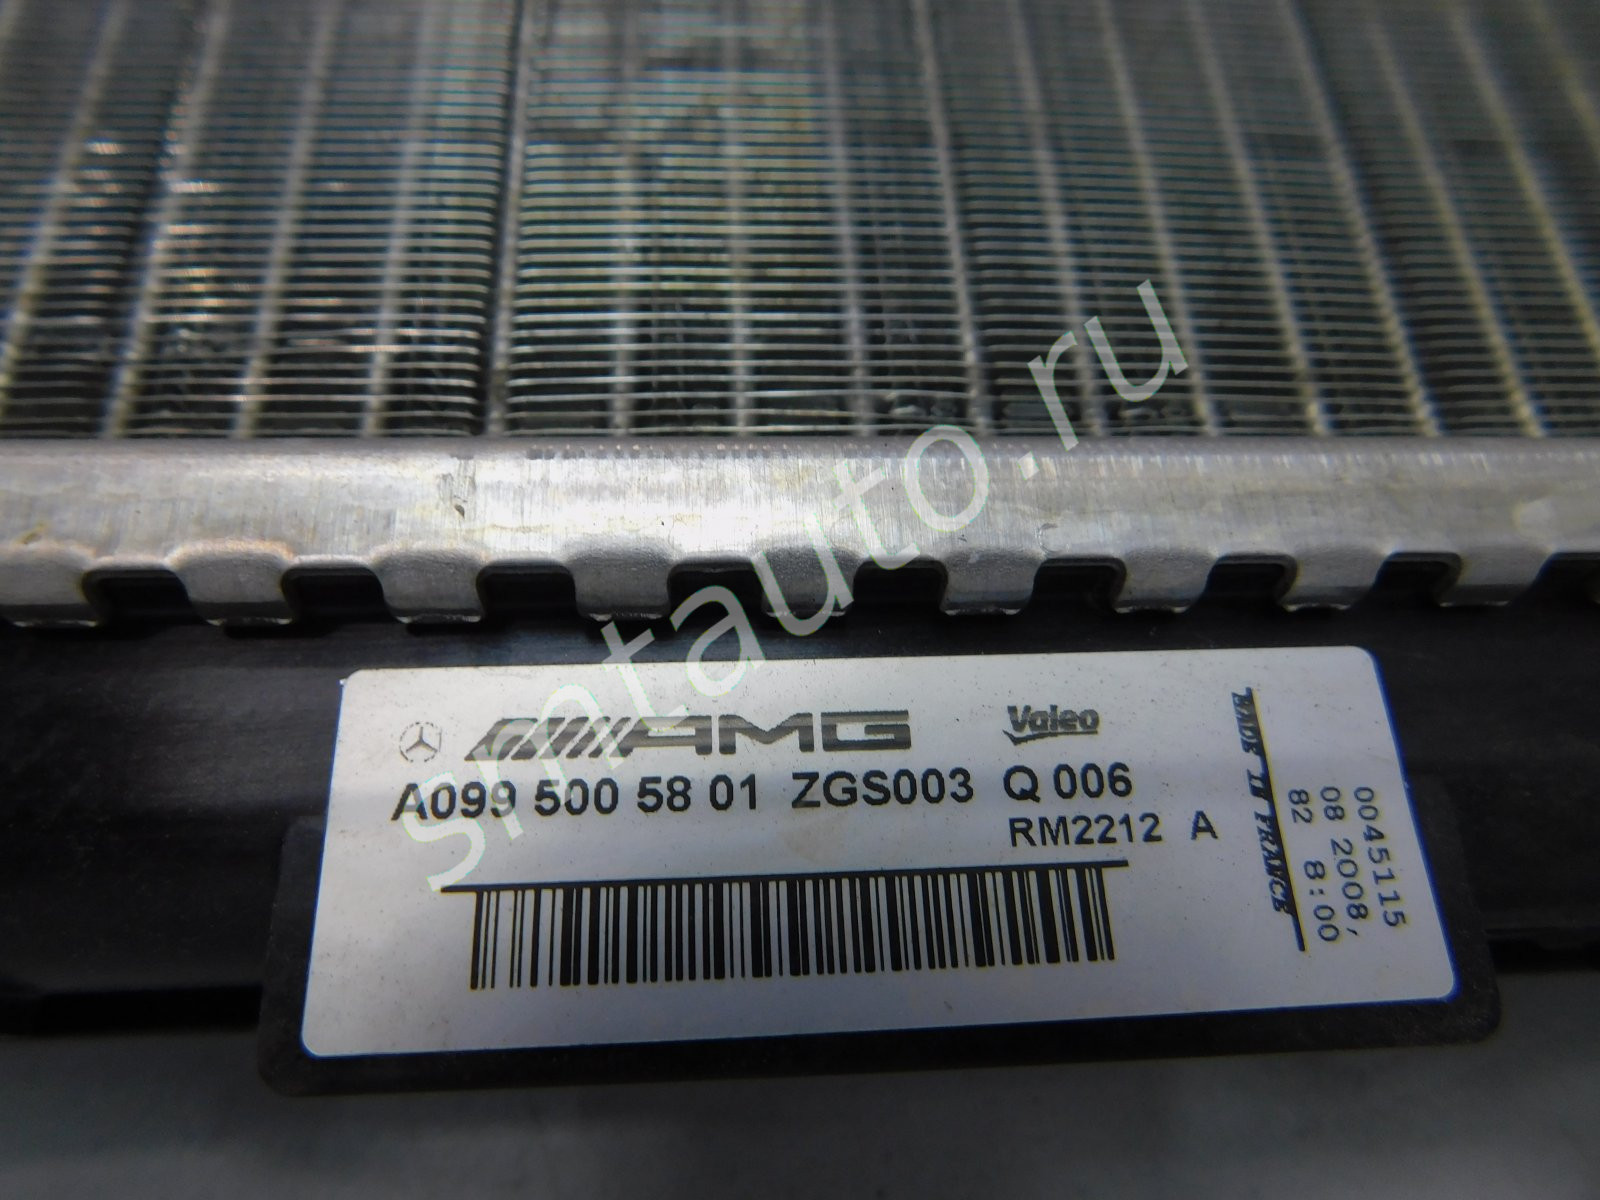 AMG Valeo
A099 500 58 01 ZGS003 Q 006
RM2212 A
MADE IN FRANCE
0045115
08 2008,
82 8:00
smtauto.ru